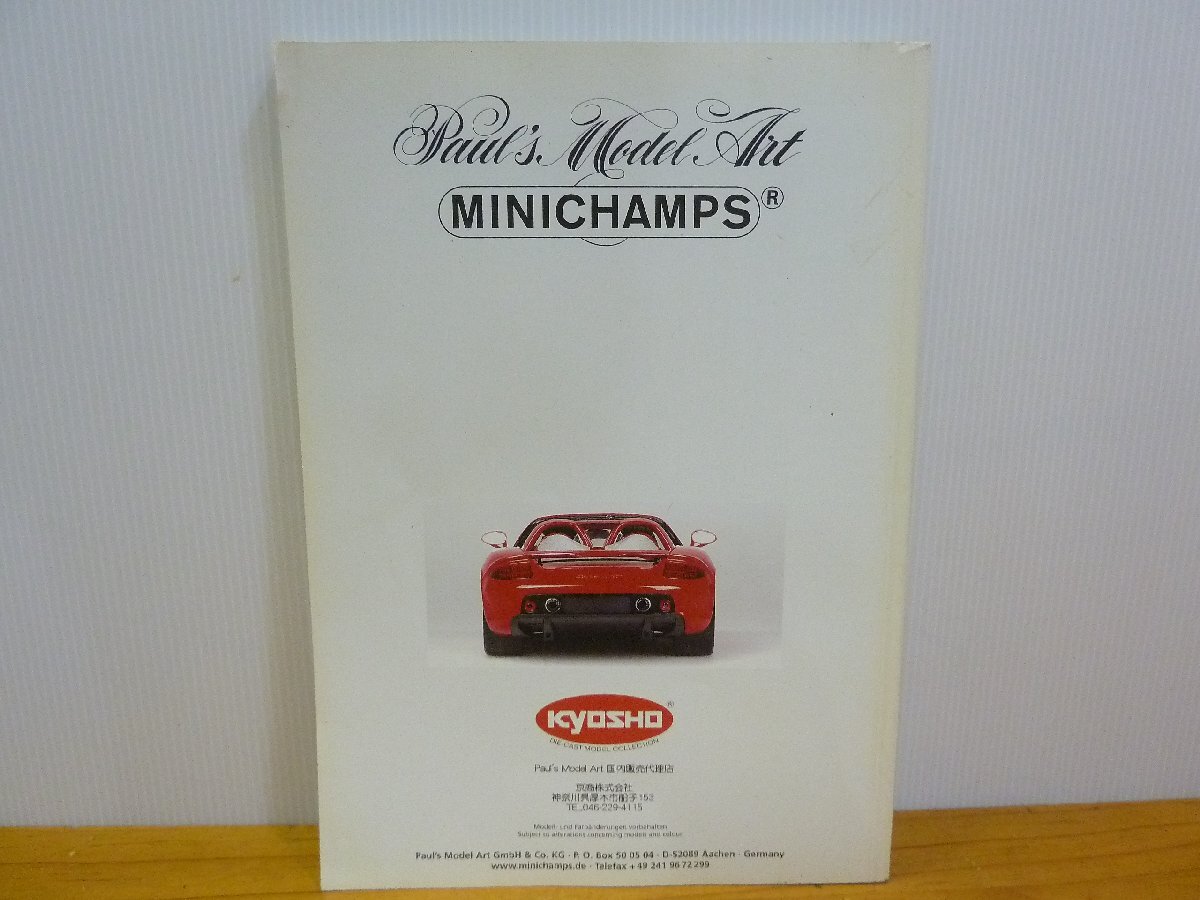 Paul's Model Art
MINICHAMPS®
KYOSHO®
DIE-CAST MODEL COLLECTION
Paul's Model Art 国内販売代理店
京商株式会社
神奈川県厚木市船子153
TEL.046-229-4115
Modell- und Farbänderungen vorbehalten
Subject to alterations concerning models and colour
Paul's Model Art GmbH & Co. KG · P. O. Box 50 05 04 · D-52089 Aachen · Germany
www.minichamps.de · Telefax +49 241 96 72 299